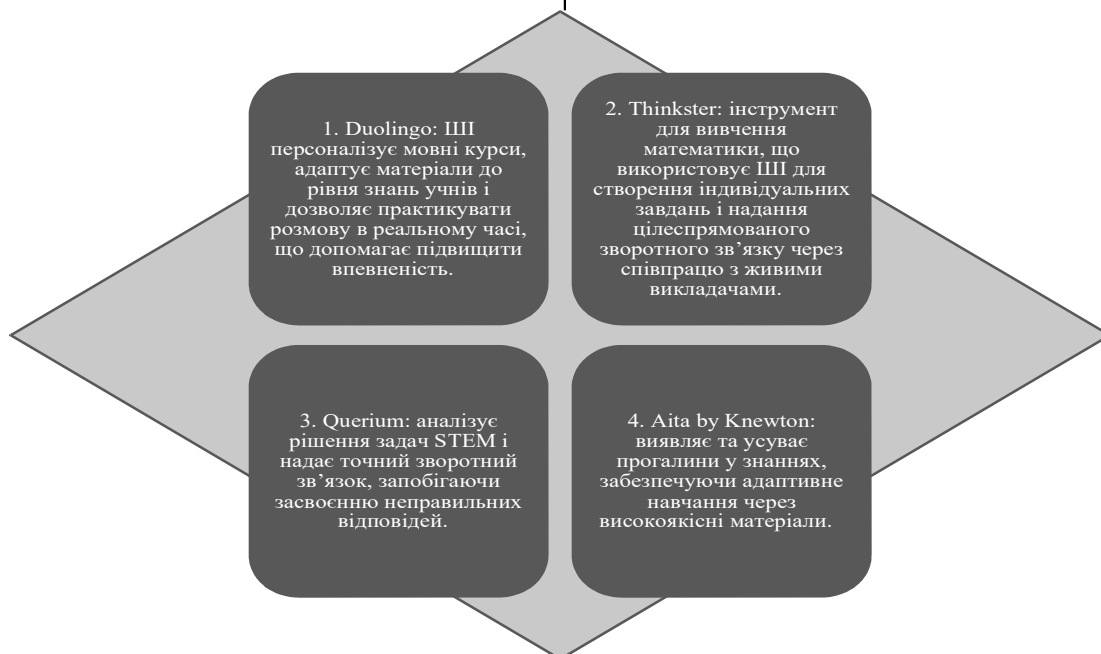 1. Duolingo: ШІ
персоналізує мовні курси,
адаптує матеріали до
рівня знань учнів і
дозволяє практикувати
розмову в реальному часі,
що допомагає підвищити
впевненість.
2. Thinkster: інструмент
для вивчення
математики, що
використовує ШІ для
створення індивідуальних
завдань і надання
цілеспрямованого
зворотного зв’язку через
співпрацю з живими
викладачами.
3. Querium: аналізує
рішення задач STEM і
надає точний зворотний
зв’язок, запобігаючи
засвоєнню неправильних
відповідей.
4. Aita by Knewton:
виявляє та усуває
прогалини у знаннях,
забезпечуючи адаптивне
навчання через
високоякісні матеріали.